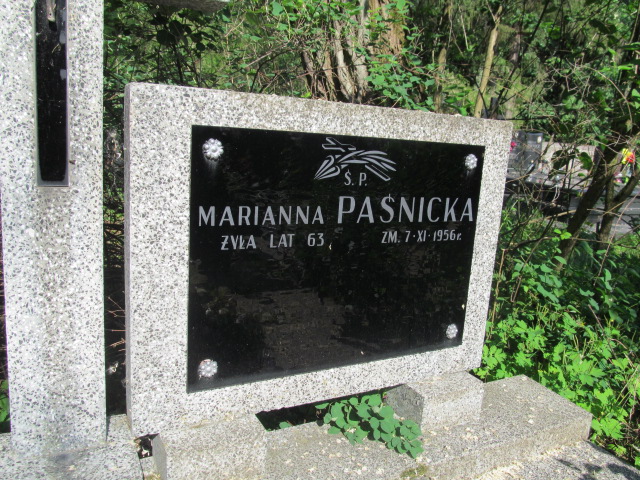 Ś. P.
MARIANNA PAŚNICKA
ŻYŁA LAT 63, ZM. 7·XI·1956 r.